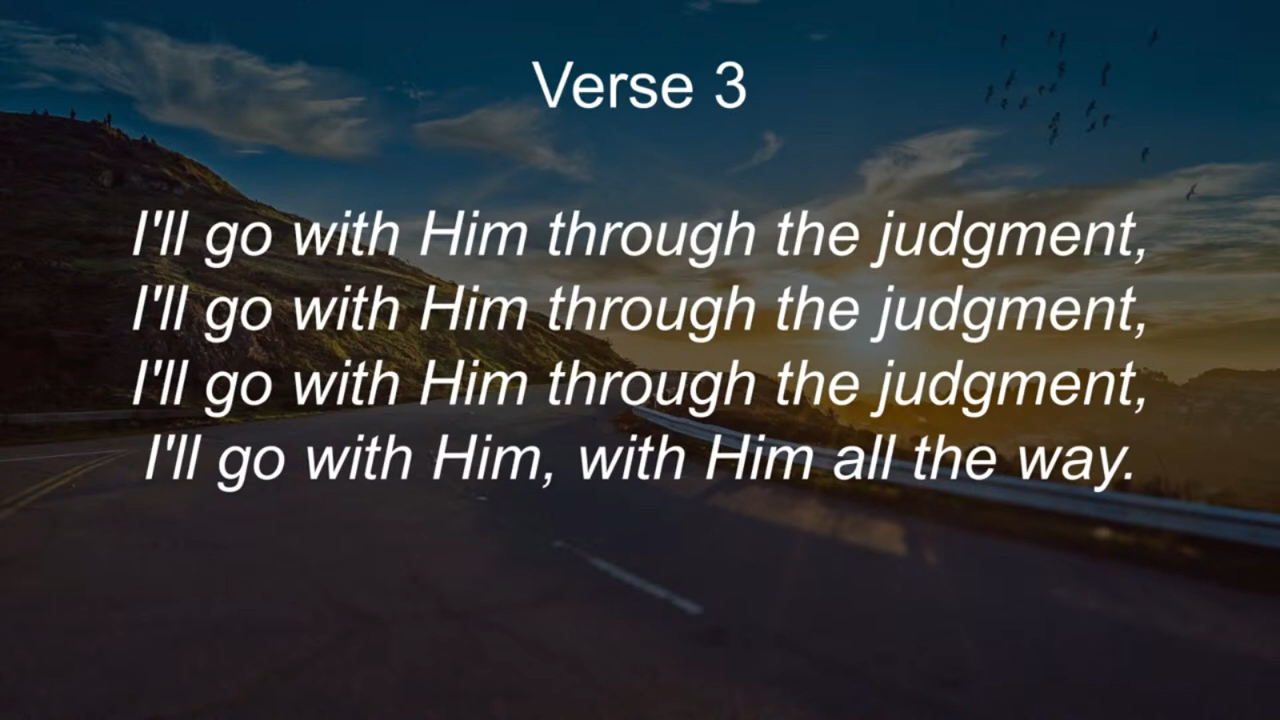 Verse 3
I'll go with Him through the judgment,
I'll go with Him through the judgment,
I'll go with Him through the judgment,
I'll go with Him, with Him all the way.